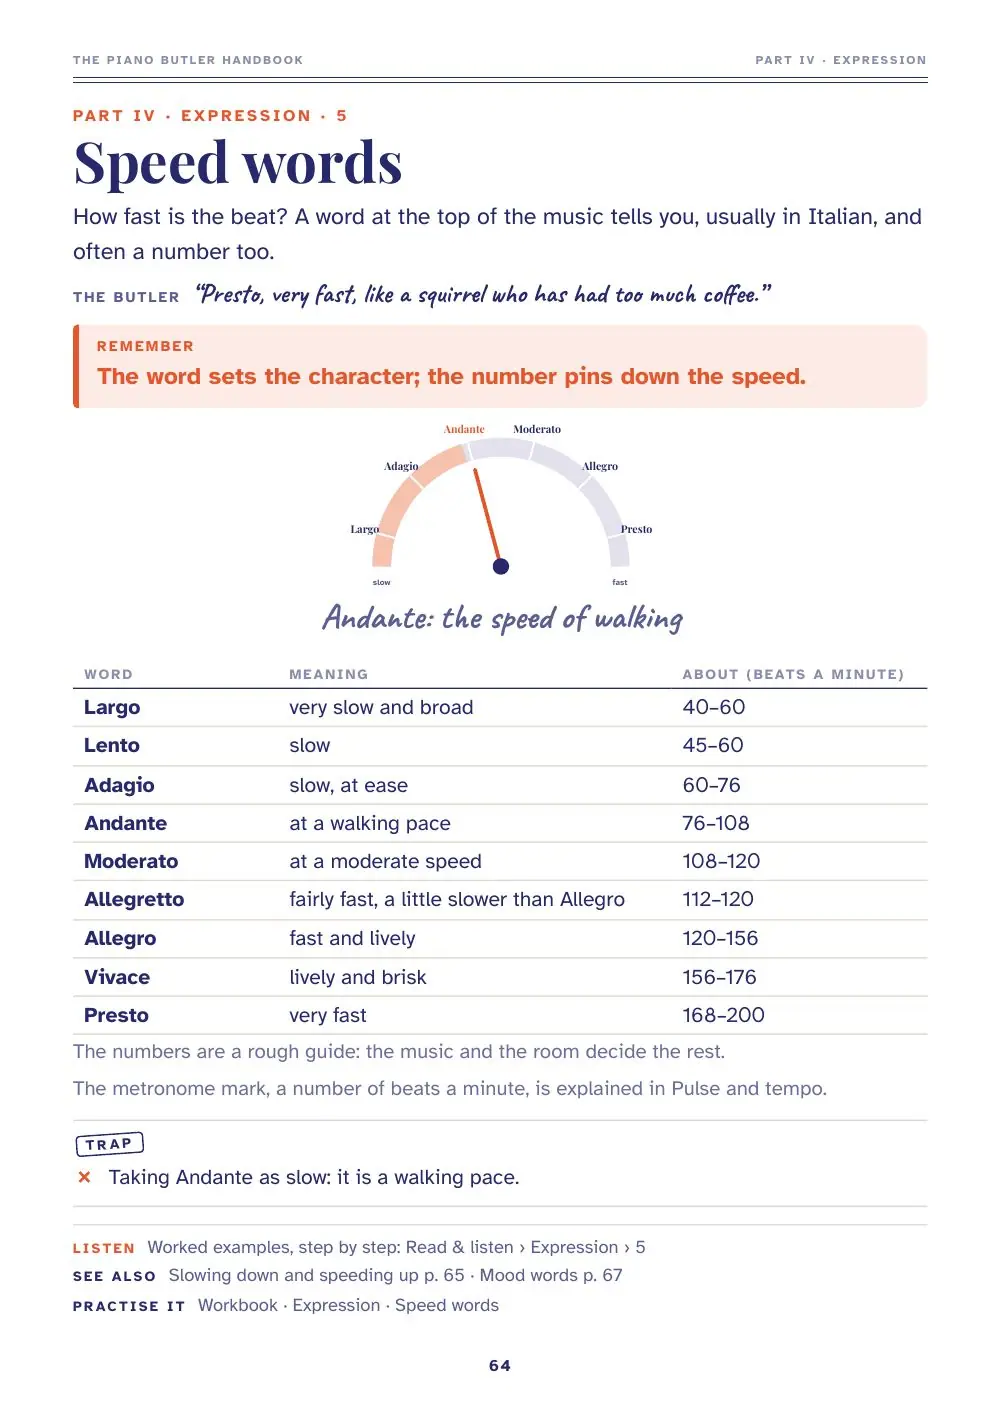 THE PIANO BUTLER HANDBOOK
PART IV · EXPRESSION
PART IV · EXPRESSION · 5
Speed words
How fast is the beat? A word at the top of the music tells you, usually in Italian, and
often a number too.
THE BUTLER “Presto, very fast, like a squirrel who has had too much coffee.”
REMEMBER
The word sets the character; the number pins down the speed.
Andante Moderato
Adagio Allegro
Largo Presto
slow fast
Andante: the speed of walking
WORD MEANING ABOUT (BEATS A MINUTE)
Largo very slow and broad 40–60
Lento slow 45–60
Adagio slow, at ease 60–76
Andante at a walking pace 76–108
Moderato at a moderate speed 108–120
Allegretto fairly fast, a little slower than Allegro 112–120
Allegro fast and lively 120–156
Vivace lively and brisk 156–176
Presto very fast 168–200
The numbers are a rough guide: the music and the room decide the rest.
The metronome mark, a number of beats a minute, is explained in Pulse and tempo.
TRAP
× Taking Andante as slow: it is a walking pace.
LISTEN Worked examples, step by step: Read & listen › Expression › 5
SEE ALSO Slowing down and speeding up p. 65 · Mood words p. 67
PRACTISE IT Workbook · Expression · Speed words
64